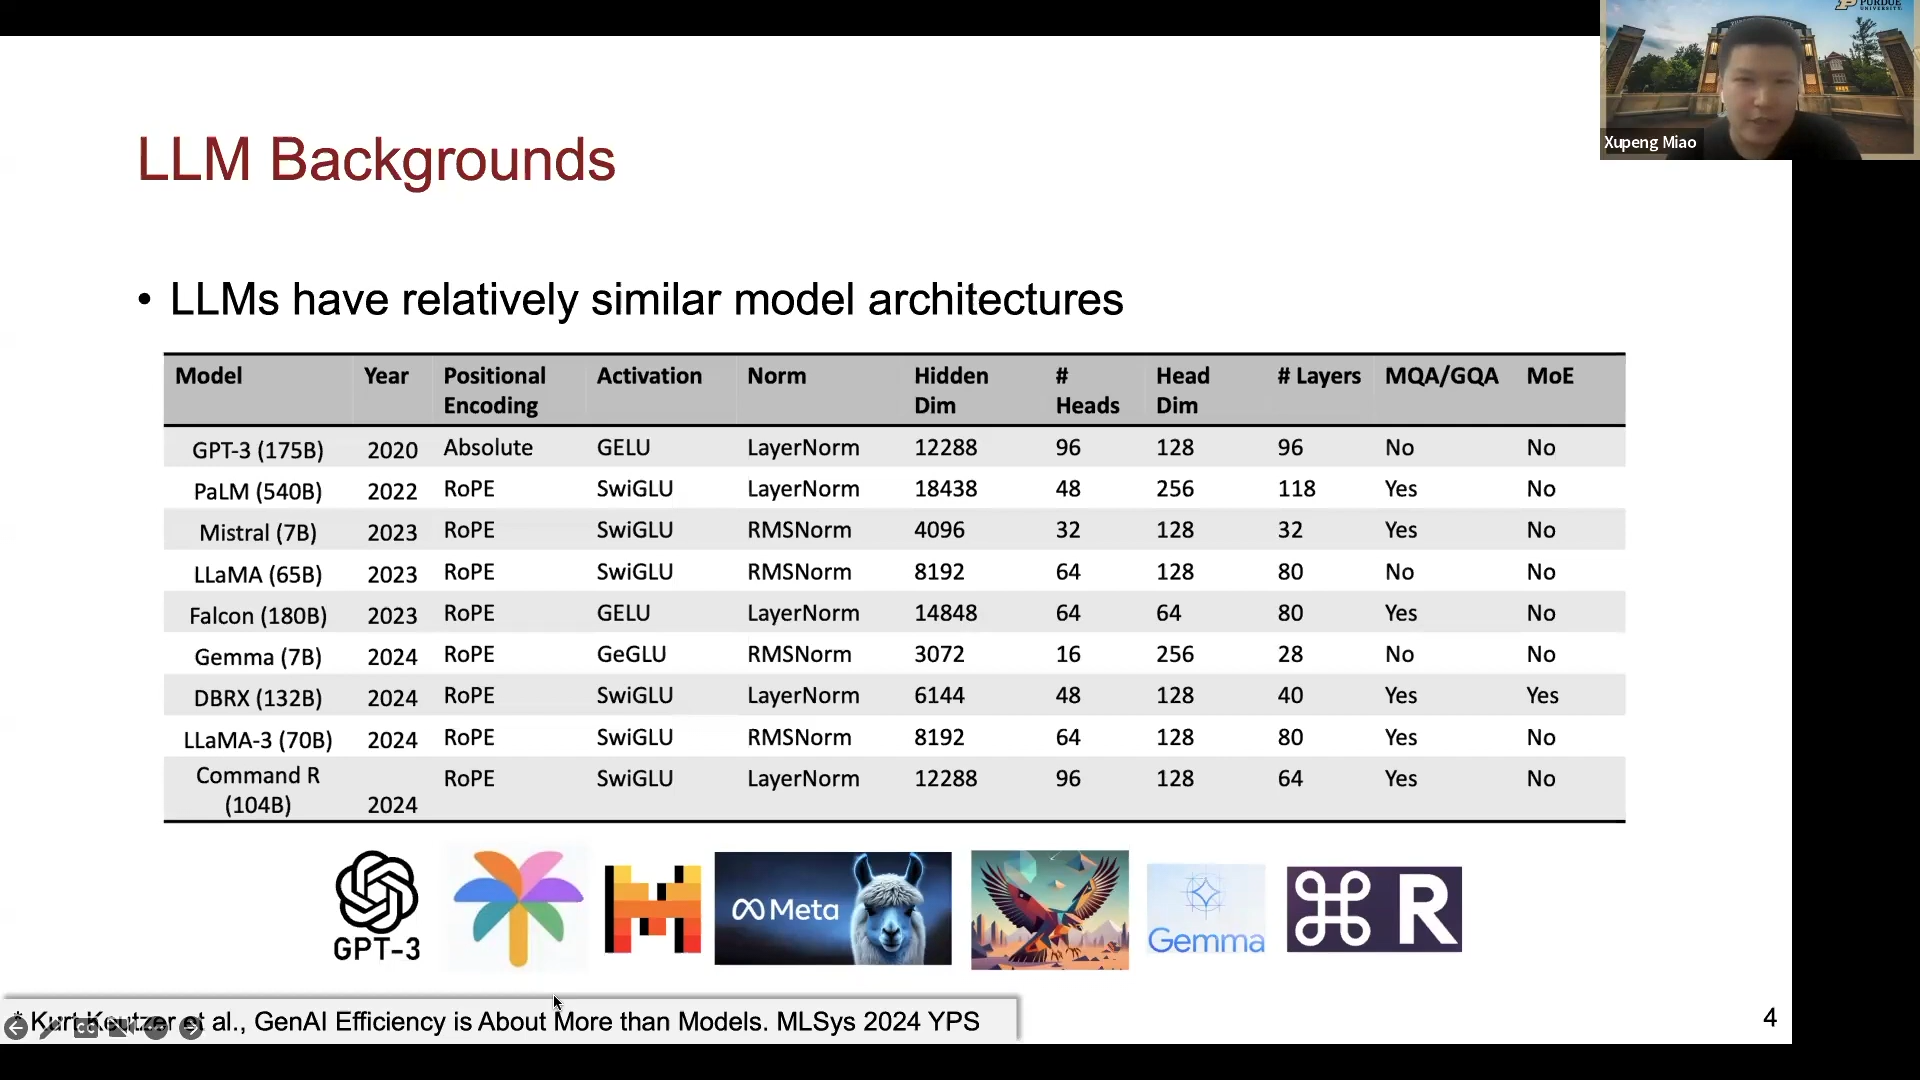 PURDUE
UNIVERSITY
Xupeng Miao
LLM Backgrounds
• LLMs have relatively similar model architectures
Model Year Positional Encoding Activation Norm Hidden Dim # Heads Head Dim # Layers MQA/GQA MoE
GPT-3 (175B) 2020 Absolute GELU LayerNorm 12288 96 128 96 No No
PaLM (540B) 2022 RoPE SwiGLU LayerNorm 18438 48 256 118 Yes No
Mistral (7B) 2023 RoPE SwiGLU RMSNorm 4096 32 128 32 Yes No
LLaMA (65B) 2023 RoPE SwiGLU RMSNorm 8192 64 128 80 No No
Falcon (180B) 2023 RoPE GELU LayerNorm 14848 64 64 80 Yes No
Gemma (7B) 2024 RoPE GeGLU RMSNorm 3072 16 256 28 No No
DBRX (132B) 2024 RoPE SwiGLU LayerNorm 6144 48 128 40 Yes Yes
LLaMA-3 (70B) 2024 RoPE SwiGLU RMSNorm 8192 64 128 80 Yes No
Command R (104B) 2024 RoPE SwiGLU LayerNorm 12288 96 128 64 Yes No
GPT-3
Meta
Gemma
R
* Kurt Keutzer et al., GenAI Efficiency is About More than Models. MLSys 2024 YPS
CC
4